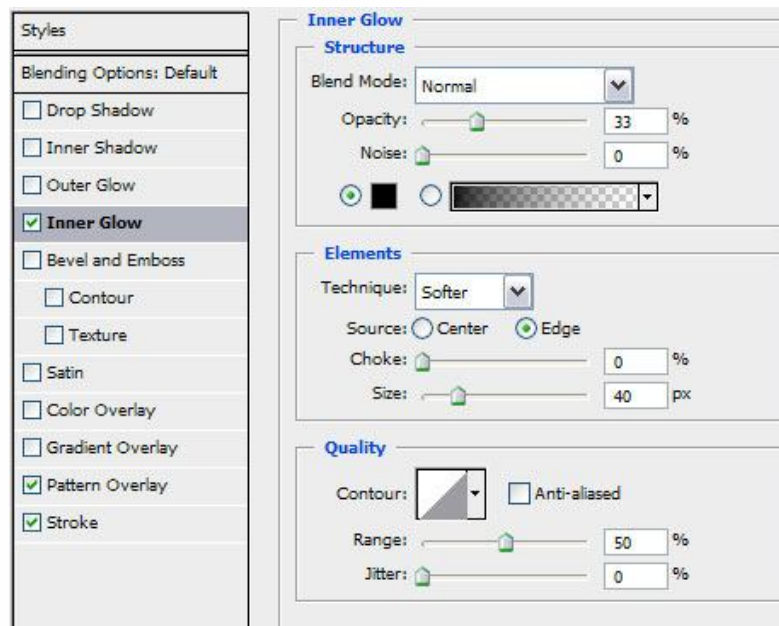 Styles
Blending Options: Default
Drop Shadow
Inner Shadow
Outer Glow
Inner Glow
Bevel and Emboss
Contour
Texture
Satin
Color Overlay
Gradient Overlay
Pattern Overlay
Stroke
Inner Glow
Structure
Blend Mode: Normal
Opacity: 33 %
Noise: 0 %
Elements
Technique: Softer
Source: Center Edge
Choke: 0 %
Size: 40 px
Quality
Contour: Anti-aliased
Range: 50 %
Jitter: 0 %